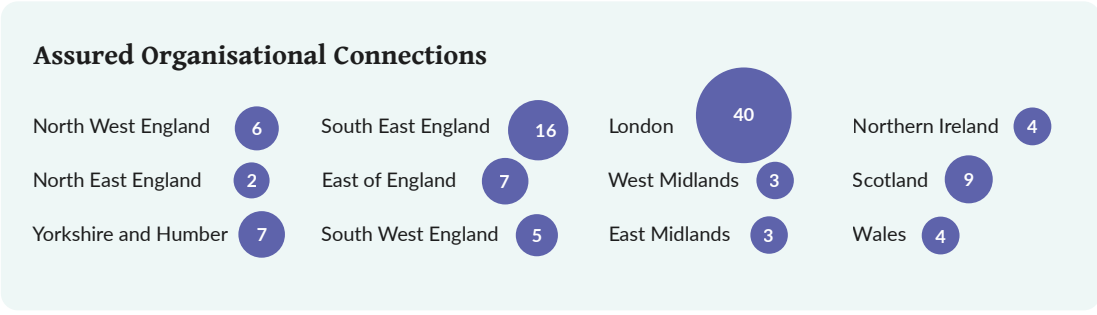 Assured Organisational Connections
North West England 6
North East England 2
Yorkshire and Humber 7
South East England 16
East of England 7
South West England 5
London 40
West Midlands 3
East Midlands 3
Northern Ireland 4
Scotland 9
Wales 4